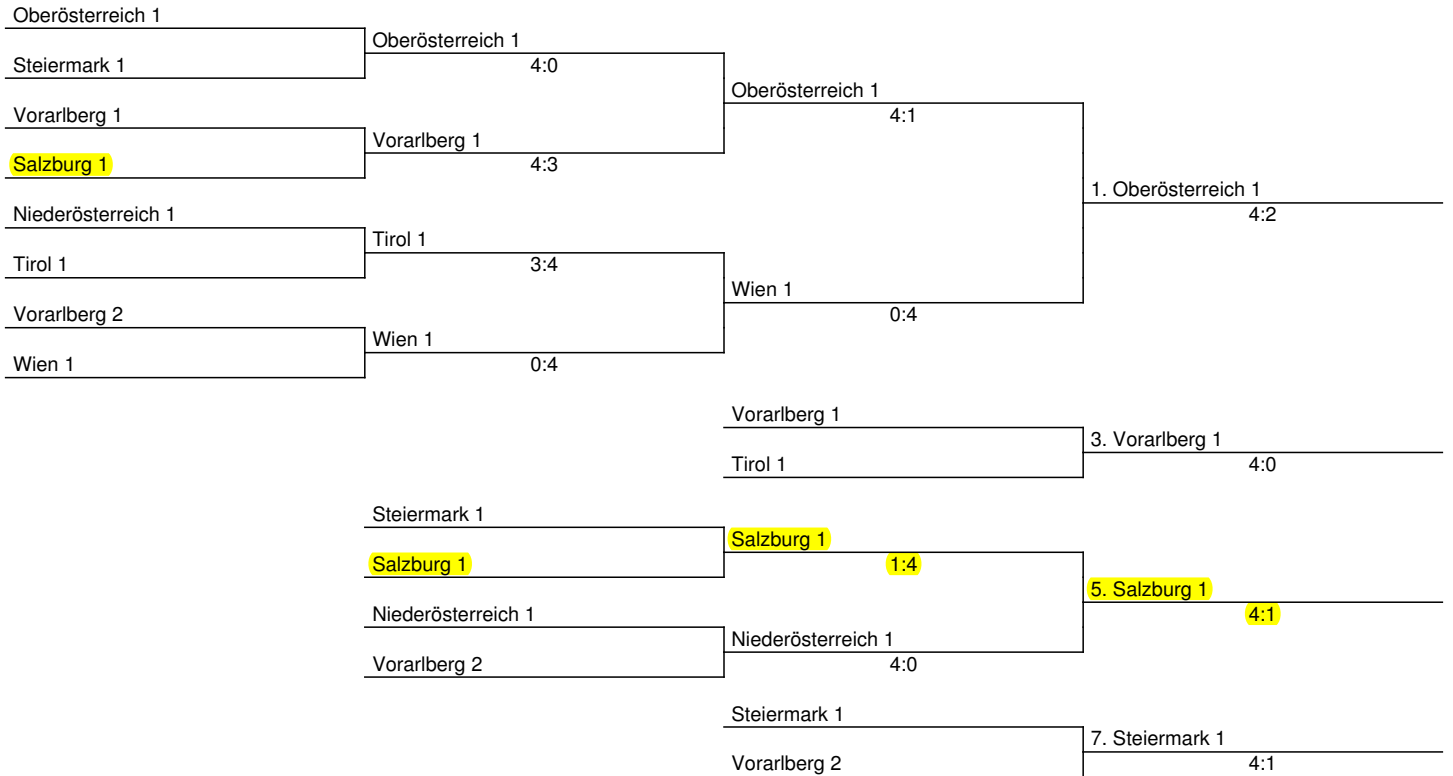 Oberösterreich 1
Oberösterreich 1
Steiermark 1
4:0
Oberösterreich 1
Vorarlberg 1
4:1
Vorarlberg 1
Salzburg 1
4:3
1. Oberösterreich 1
Niederösterreich 1
4:2
Tirol 1
Tirol 1
3:4
Wien 1
Vorarlberg 2
0:4
Wien 1
Wien 1
0:4
Vorarlberg 1
3. Vorarlberg 1
Tirol 1
4:0
Steiermark 1
Salzburg 1
Salzburg 1
1:4
5. Salzburg 1
Niederösterreich 1
4:1
Niederösterreich 1
Vorarlberg 2
4:0
Steiermark 1
7. Steiermark 1
Vorarlberg 2
4:1